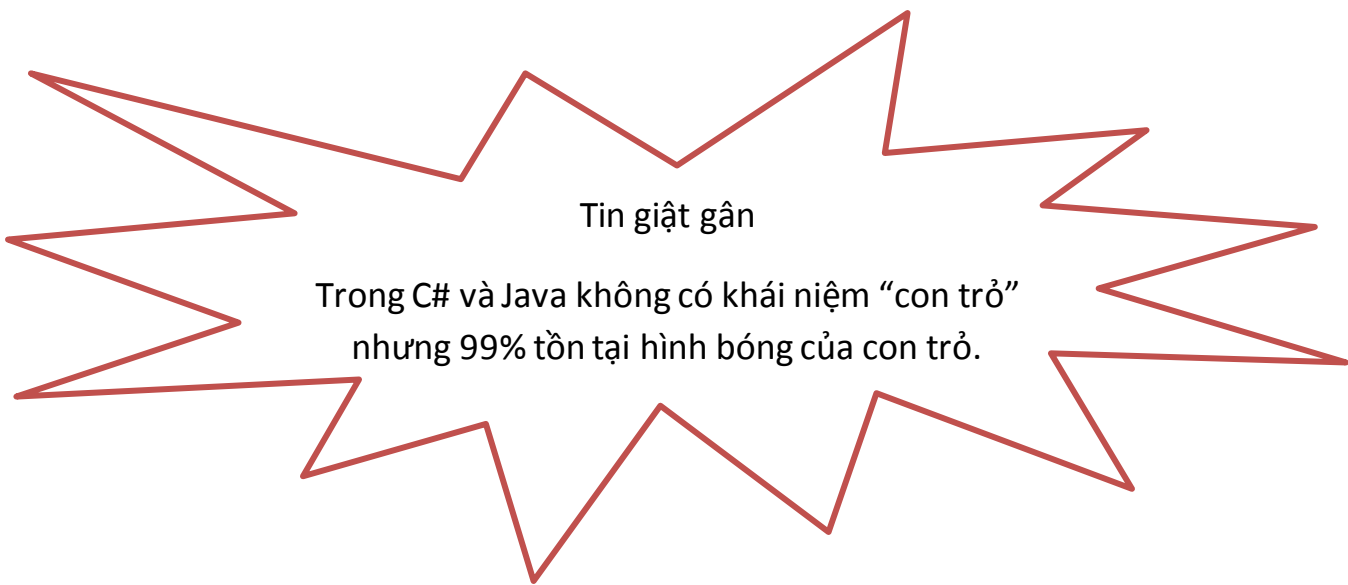 Tin giật gân
Trong C# và Java không có khái niệm “con trỏ”
nhưng 99% tồn tại hình bóng của con trỏ.